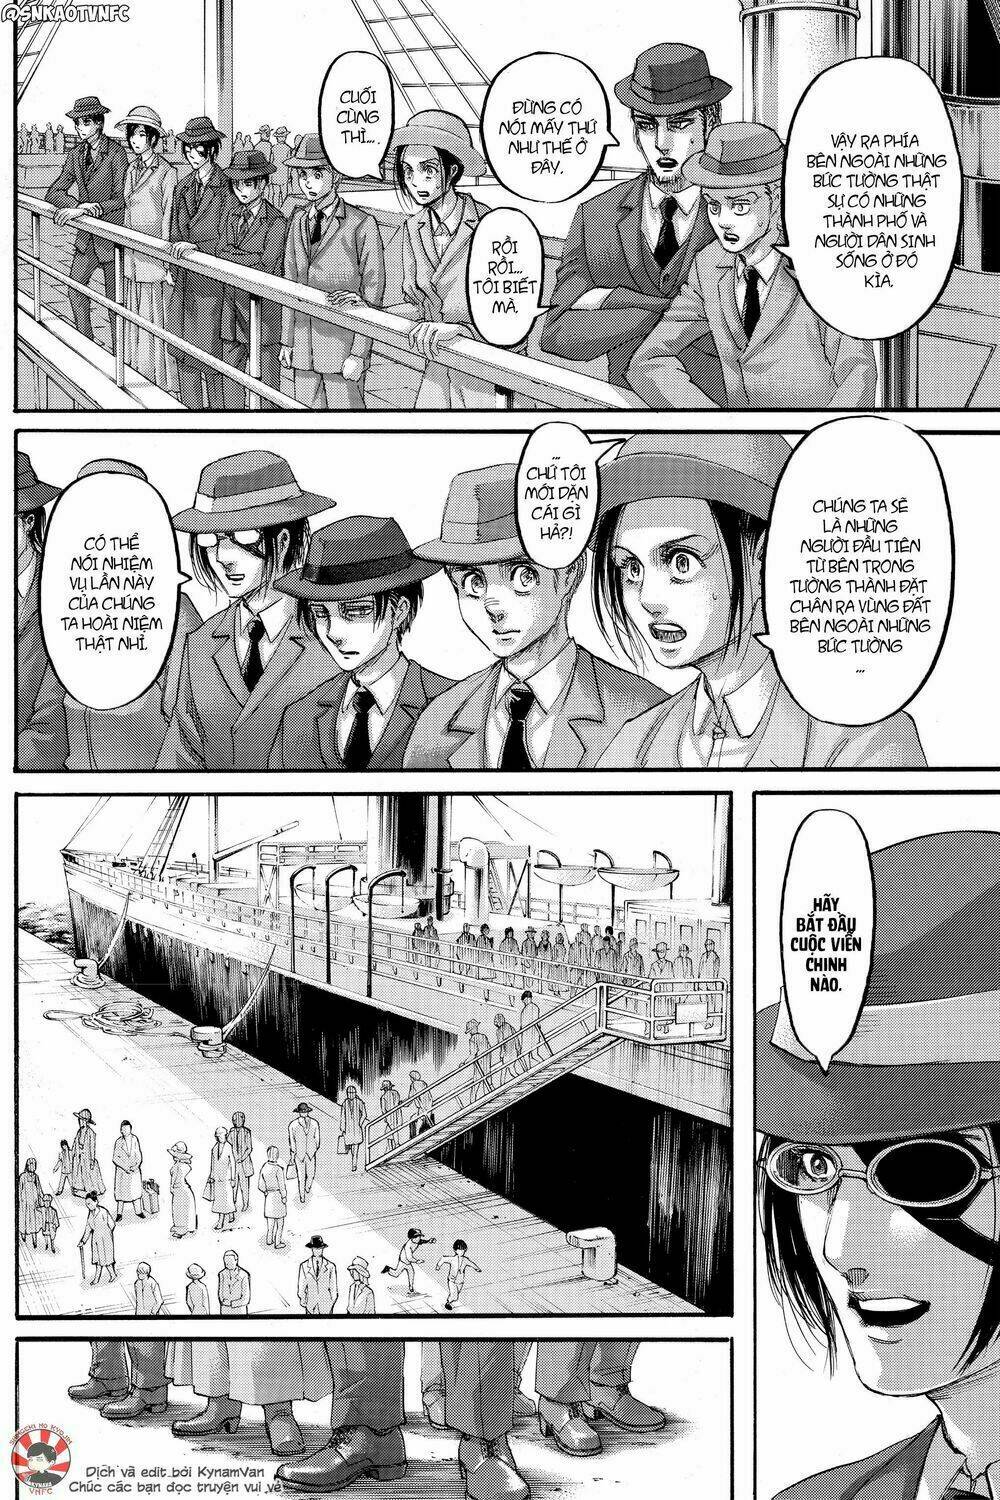 @SNKAOTVNFC
VẬY RA PHÍA
BÊN NGOÀI NHỮNG
BỨC TƯỜNG THẬT
SỰ CÓ NHỮNG
THÀNH PHỐ VÀ
NGƯỜI DÂN SINH
SỐNG Ở ĐÓ
KÌA.
ĐỪNG CÓ
NÓI MẤY THỨ
NHƯ THẾ Ở
ĐÂY.
RỒI
RỒI...
TÔI BIẾT
MÀ.
CUỐI
CÙNG
THÌ...
CHÚNG TA SẼ
LÀ NHỮNG
NGƯỜI ĐẦU TIÊN
TỪ BÊN TRONG
TƯỜNG THÀNH ĐẶT
CHÂN RA VÙNG ĐẤT
BÊN NGOÀI NHỮNG
BỨC TƯỜNG
...
...
CHỨ TÔI
MỚI DẶN
CÁI GÌ
HẢ?!
CÓ THỂ
NÓI NHIỆM
VỤ LẦN NÀY
CỦA CHÚNG
TA HOÀI NIỆM
THẬT NHỈ.
HÃY
BẮT ĐẦU
CUỘC VIỄN
CHINH
NÀO.
SHINGEKI NO KYOJIN
VNFC
Dịch và edit bởi KynamVan
Chúc các bạn đọc truyện vui vẻ